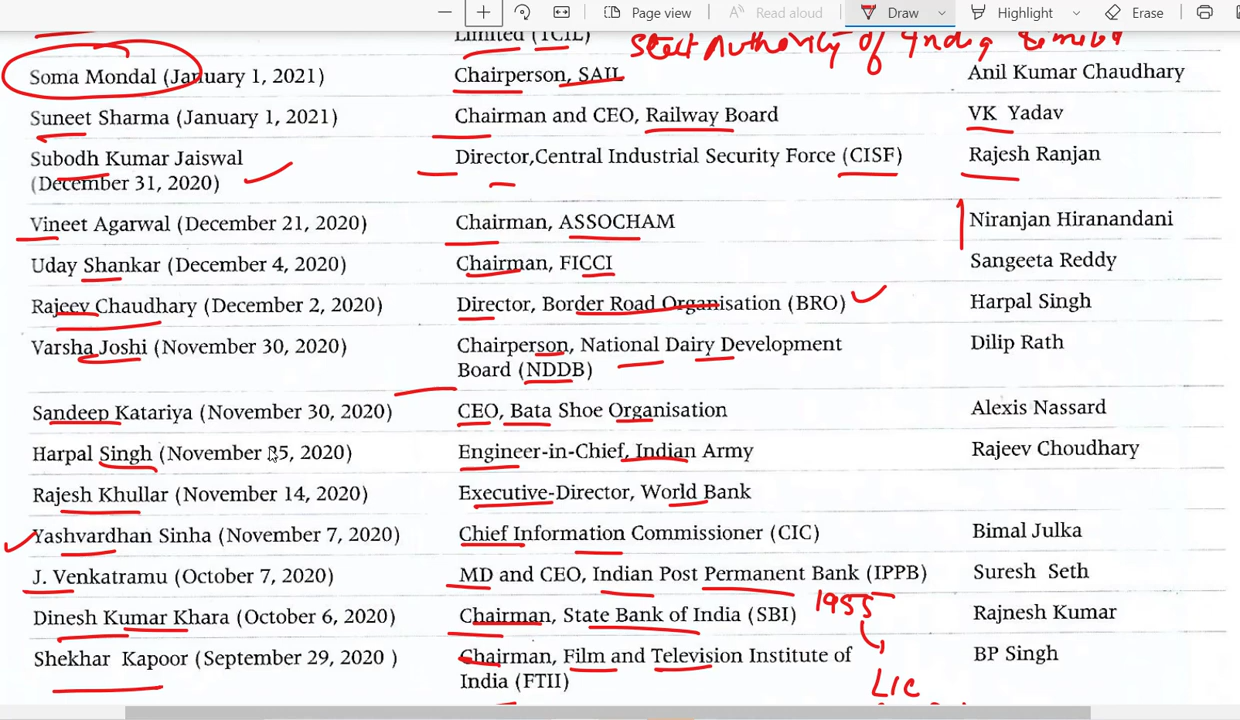 Page view
Read aloud
Draw
Highlight
Erase
Limited (TCIL)
Steel Authority of India Limited
Soma Mondal (January 1, 2021) Chairperson, SAIL Anil Kumar Chaudhary
Suneet Sharma (January 1, 2021) Chairman and CEO, Railway Board VK Yadav
Subodh Kumar Jaiswal Director,Central Industrial Security Force (CISF) Rajesh Ranjan
(December 31, 2020)
Vineet Agarwal (December 21, 2020) Chairman, ASSOCHAM Niranjan Hiranandani
Uday Shankar (December 4, 2020) Chairman, FICCI Sangeeta Reddy
Rajeev Chaudhary (December 2, 2020) Director, Border Road Organisation (BRO) Harpal Singh
Varsha Joshi (November 30, 2020) Chairperson, National Dairy Development Dilip Rath
Board (NDDB)
Sandeep Katariya (November 30, 2020) CEO, Bata Shoe Organisation Alexis Nassard
Harpal Singh (November 5, 2020) Engineer-in-Chief, Indian Army Rajeev Choudhary
Rajesh Khullar (November 14, 2020) Executive-Director, World Bank
Yashvardhan Sinha (November 7, 2020) Chief Information Commissioner (CIC) Bimal Julka
J. Venkatramu (October 7, 2020) MD and CEO, Indian Post Permanent Bank (IPPB) Suresh Seth
Dinesh Kumar Khara (October 6, 2020) Chairman, State Bank of India (SBI) 1955 Rajnesh Kumar
Shekhar Kapoor (September 29, 2020 ) Chairman, Film and Television Institute of BP Singh
India (FTII) LIC